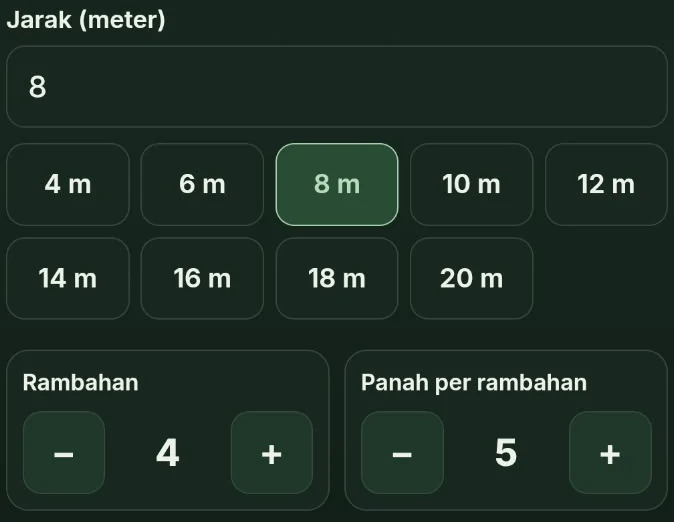 Jarak (meter)
8
4 m 6 m 8 m 10 m 12 m
14 m 16 m 18 m 20 m
Rambahan Panah per rambahan
− 4 + − 5 +